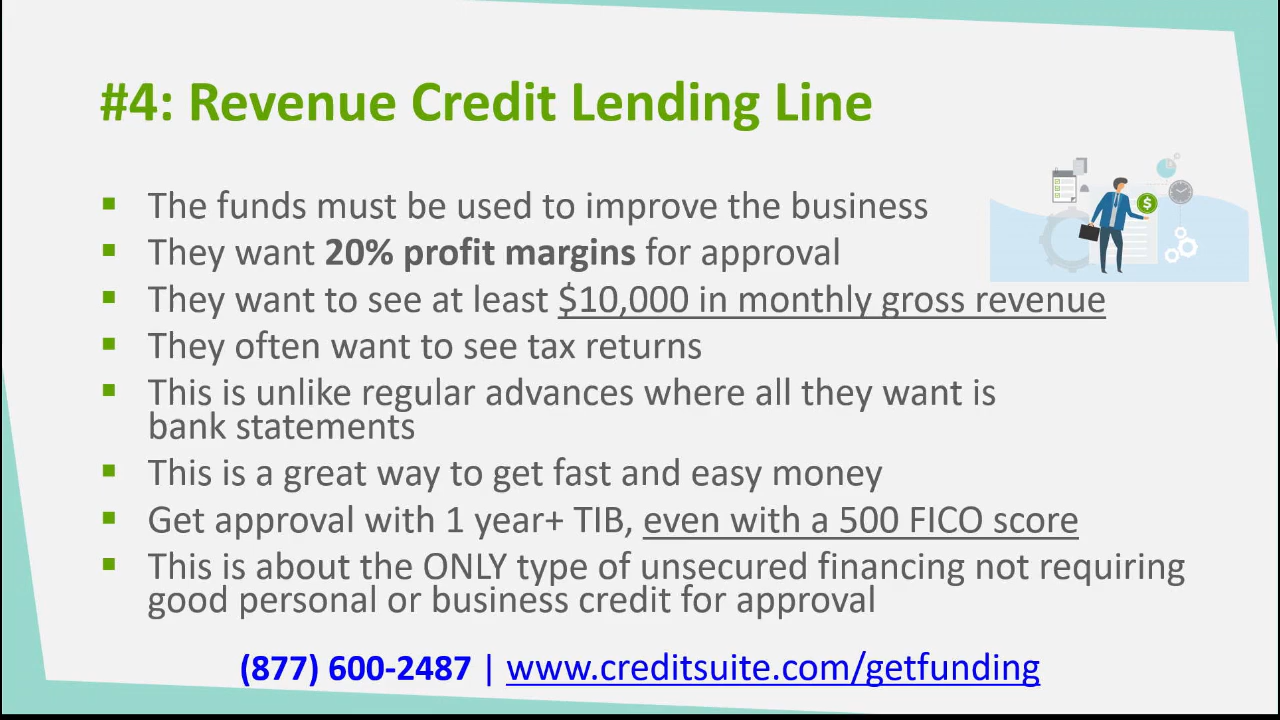 #4: Revenue Credit Lending Line
▪ The funds must be used to improve the business
▪ They want 20% profit margins for approval
▪ They want to see at least $10,000 in monthly gross revenue
▪ They often want to see tax returns
▪ This is unlike regular advances where all they want is
bank statements
▪ This is a great way to get fast and easy money
▪ Get approval with 1 year+ TIB, even with a 500 FICO score
▪ This is about the ONLY type of unsecured financing not requiring
good personal or business credit for approval
(877) 600-2487 | www.creditsuite.com/getfunding